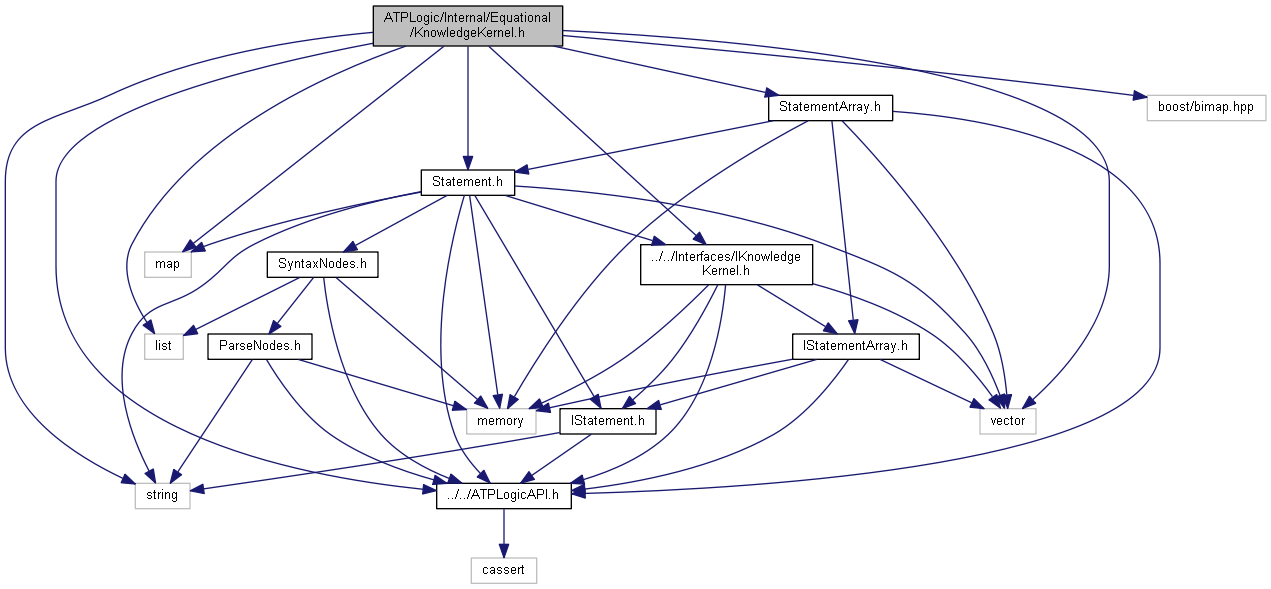 ATPLogic/Internal/Equational
/KnowledgeKernel.h
StatementArray.h
boost/bimap.hpp
Statement.h
map
SyntaxNodes.h
../../Interfaces/IKnowledge
Kernel.h
list
ParseNodes.h
IStatementArray.h
memory
IStatement.h
vector
string
../../ATPLogicAPI.h
cassert